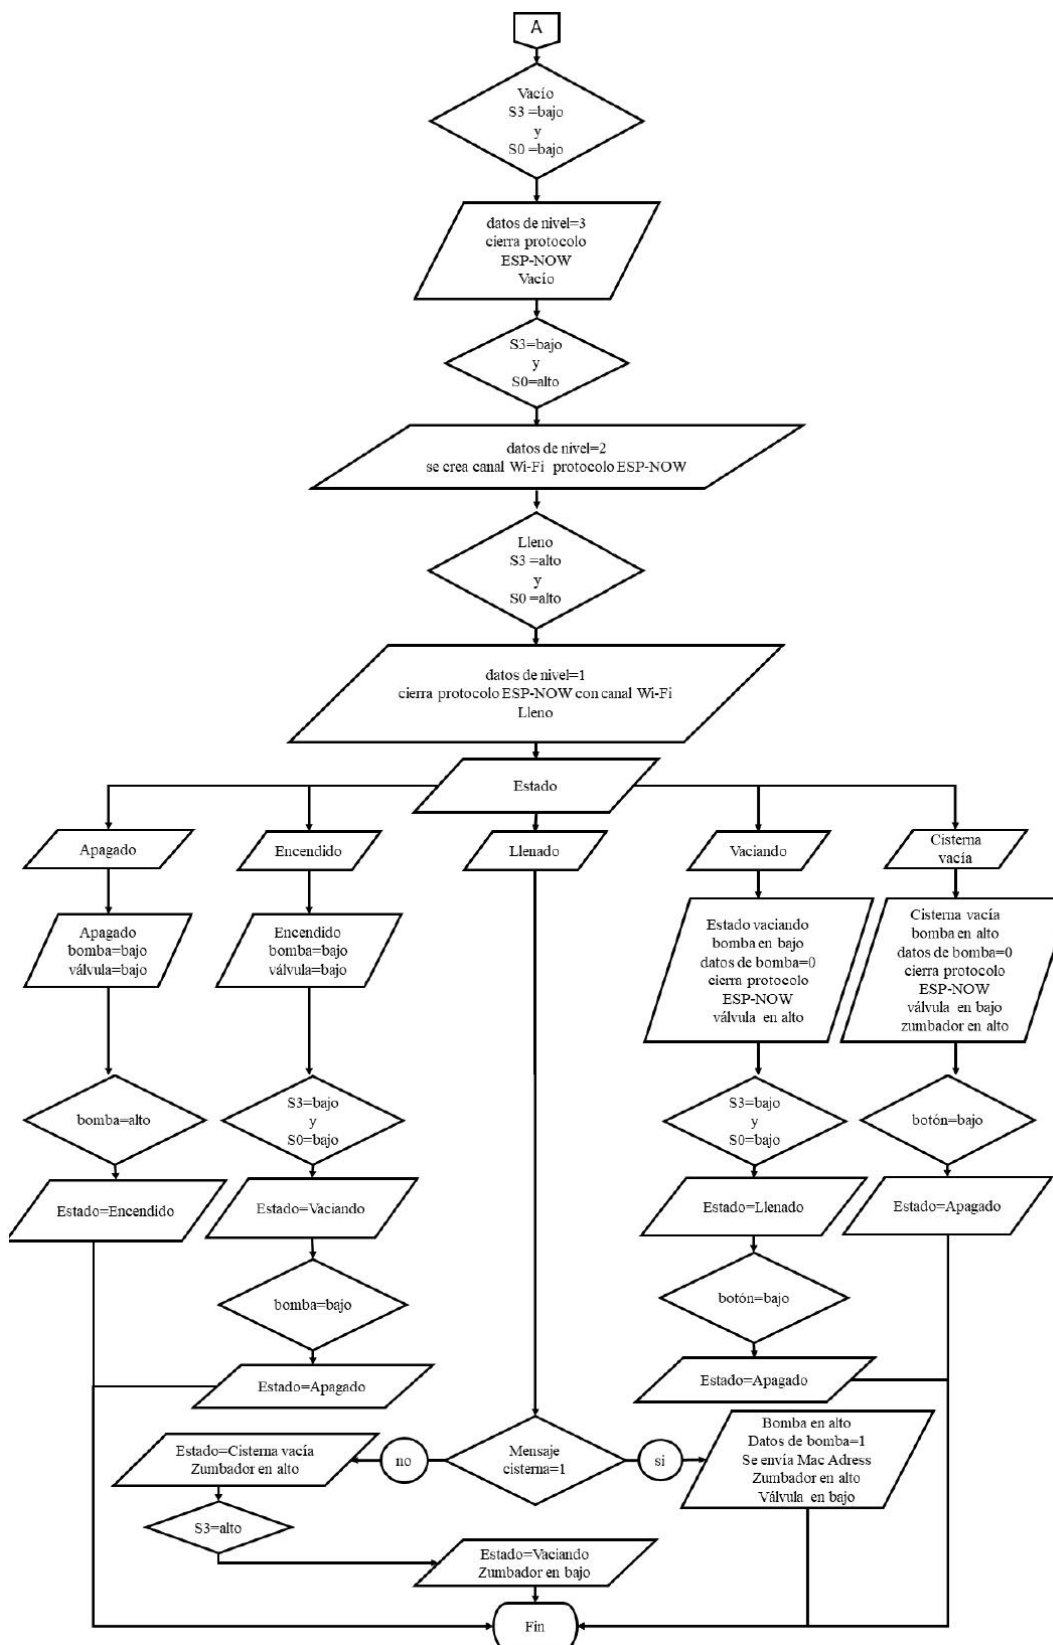 A
Vacío
S3 =bajo
y
S0 =bajo
datos de nivel=3
cierra protocolo
ESP-NOW
Vacío
S3=bajo
y
S0=alto
datos de nivel=2
se crea canal Wi-Fi protocolo ESP-NOW
Lleno
S3 =alto
y
S0 =alto
datos de nivel=1
cierra protocolo ESP-NOW con canal Wi-Fi
Lleno
Estado
Apagado
Encendido
Llenado
Vaciando
Cisterna
vacía
Apagado
bomba=bajo
válvula=bajo
Encendido
bomba=bajo
válvula=bajo
Estado vaciando
bomba en bajo
datos de bomba=0
cierra protocolo
ESP-NOW
válvula en alto
Cisterna vacía
bomba en alto
datos de bomba=0
cierra protocolo
ESP-NOW
válvula en bajo
zumbador en alto
bomba=alto
S3=bajo
y
S0=bajo
S3=bajo
y
S0=bajo
botón=bajo
Estado=Encendido
Estado=Vaciando
Estado=Llenado
Estado=Apagado
bomba=bajo
botón=bajo
Estado=Apagado
Estado=Apagado
Estado=Cisterna vacía
Zumbador en alto
no
Mensaje
cisterna=1
si
Bomba en alto
Datos de bomba=1
Se envia Mac Adress
Zumbador en alto
Válvula en bajo
S3=alto
Estado=Vaciando
Zumbador en bajo
Fin